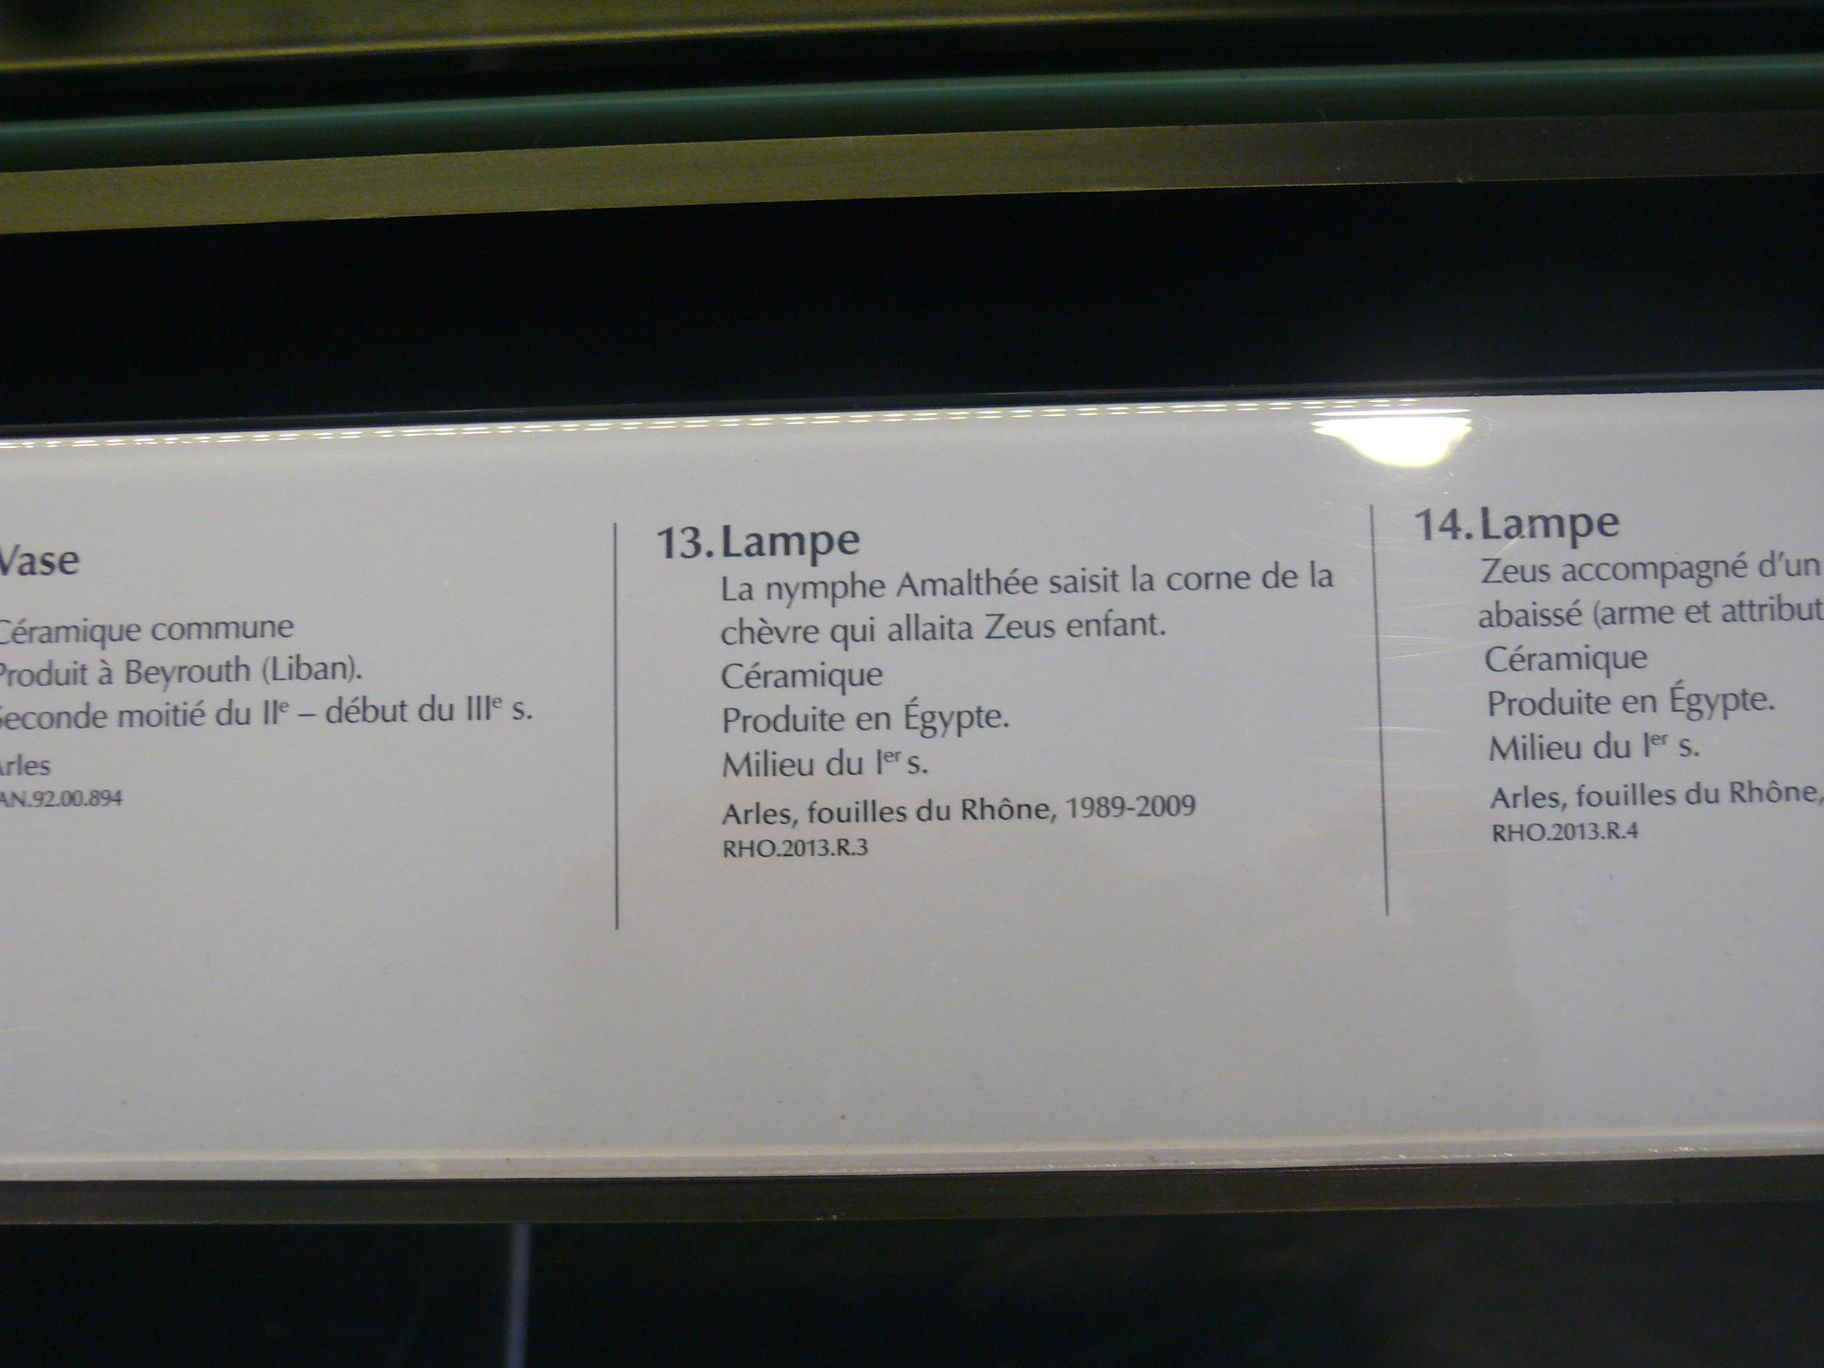 Vase
Céramique commune
Produit à Beyrouth (Liban).
Seconde moitié du IIe – début du IIIe s.
Arles
AN.92.00.894
13. Lampe
La nymphe Amalthée saisit la corne de la
chèvre qui allaita Zeus enfant.
Céramique
Produite en Égypte.
Milieu du Ier s.
Arles, fouilles du Rhône, 1989-2009
RHO.2013.R.3
14. Lampe
Zeus accompagné d'un
abaissé (arme et attribut
Céramique
Produite en Égypte.
Milieu du Ier s.
Arles, fouilles du Rhône,
RHO.2013.R.4